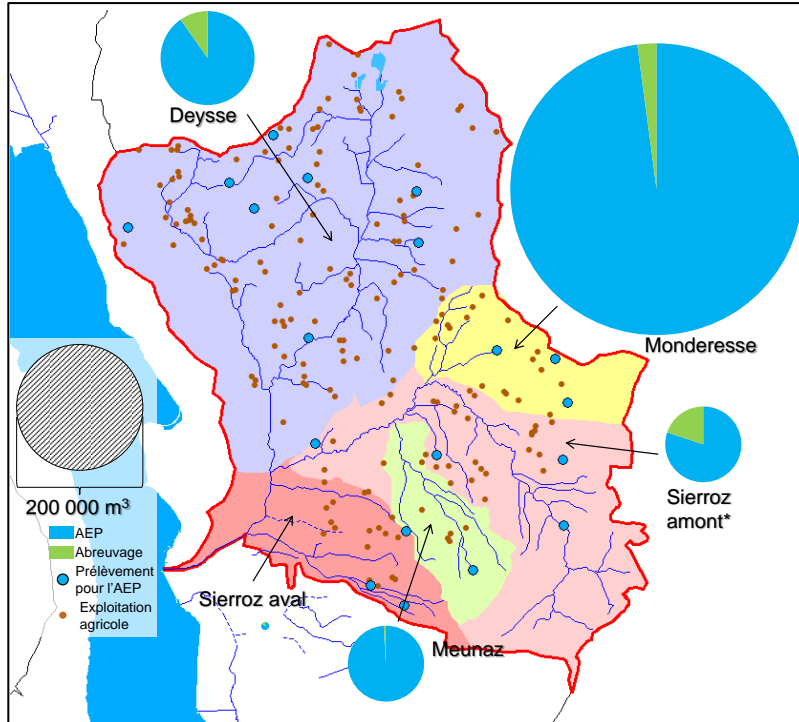 Deysse
Monderesse
Sierroz
amont*
200 000 m³
AEP
Abreuvage
Prélèvement
pour l'AEP
Exploitation
agricole
Sierroz aval
Meunaz